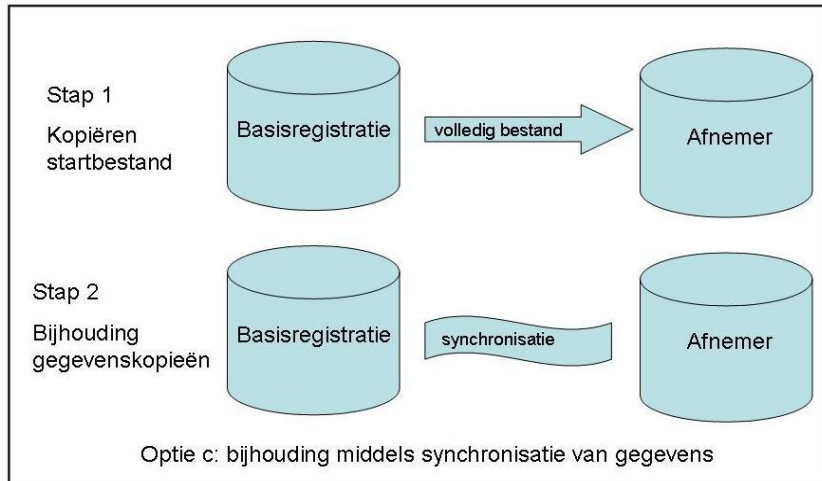 Stap 1
Kopiëren
startbestand
Basisregistratie
volledig bestand
Afnemer
Stap 2
Bijhouding
gegevenskopieën
Basisregistratie
synchronisatie
Afnemer
Optie c: bijhouding middels synchronisatie van gegevens